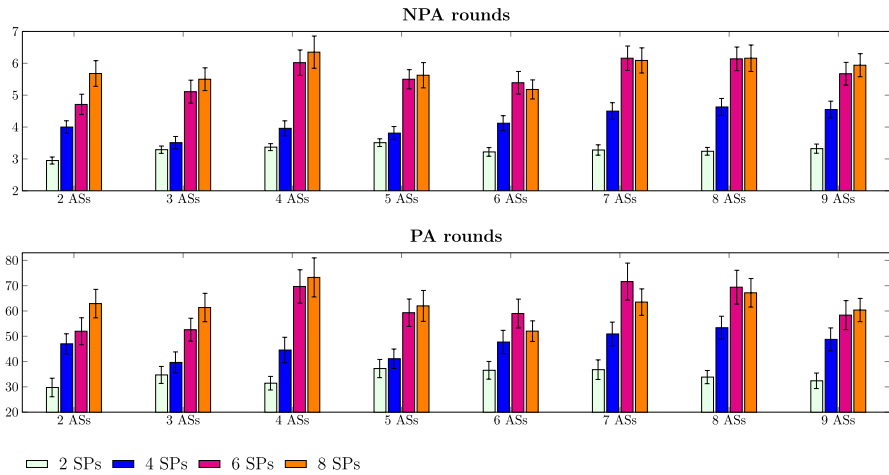 NPA rounds
7
6
5
4
3
2
2 ASs 3 ASs 4 ASs 5 ASs 6 ASs 7 ASs 8 ASs 9 ASs
PA rounds
80
70
60
50
40
30
20
2 ASs 3 ASs 4 ASs 5 ASs 6 ASs 7 ASs 8 ASs 9 ASs
2 SPs 4 SPs 6 SPs 8 SPs